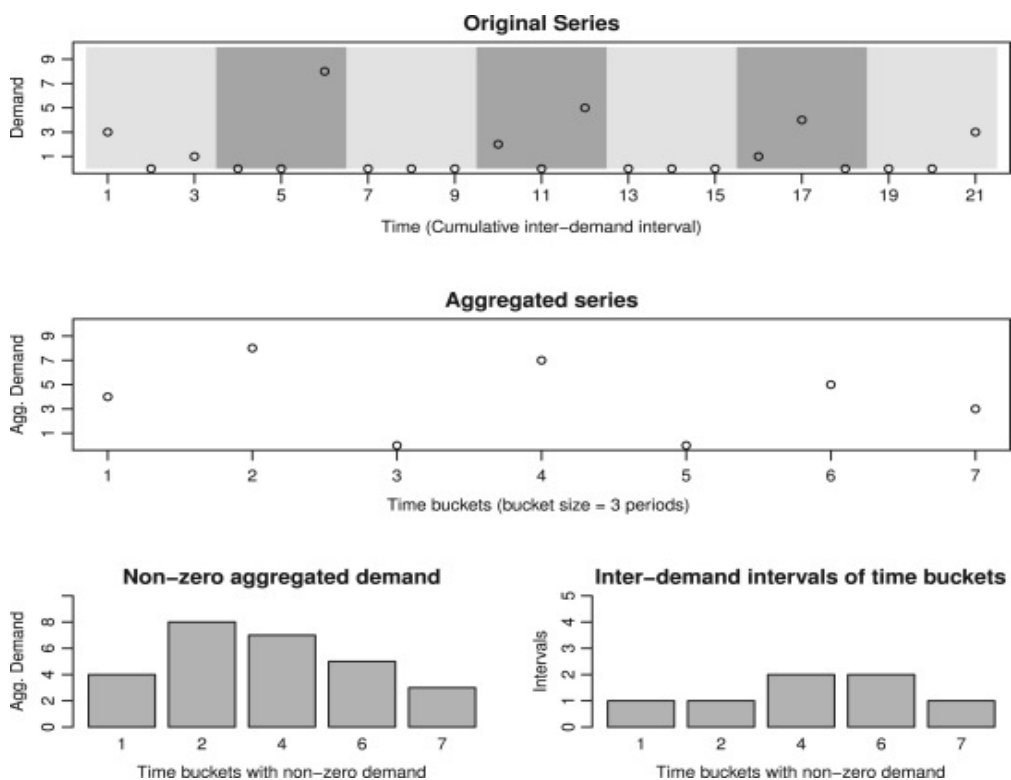 Original Series
Demand
9
7
5
3
1
1 3 5 7 9 11 13 15 17 19 21
Time (Cumulative inter-demand interval)
Aggregated series
Agg. Demand
9
7
5
3
1
1 2 3 4 5 6 7
Time buckets (bucket size = 3 periods)
Non-zero aggregated demand
Agg. Demand
8
6
4
2
0
1 2 4 6 7
Time buckets with non-zero demand
Inter-demand intervals of time buckets
Intervals
5
4
3
2
1
0
1 2 4 6 7
Time buckets with non-zero demand